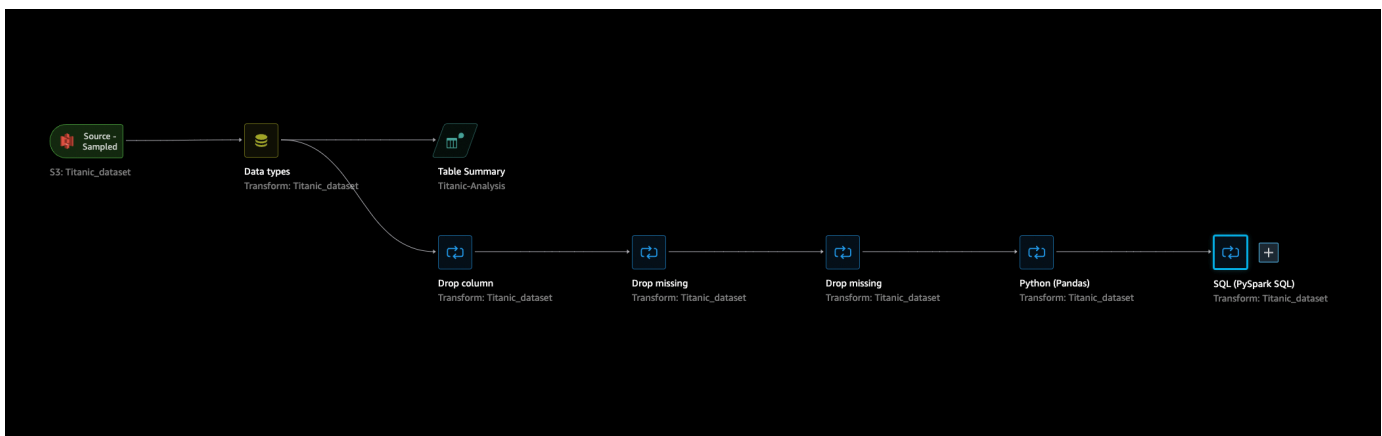 Source -
Sampled
S3: Titanic_dataset
Data types
Transform: Titanic_dataset
Table Summary
Titanic-Analysis
Drop column
Transform: Titanic_dataset
Drop missing
Transform: Titanic_dataset
Drop missing
Transform: Titanic_dataset
Python (Pandas)
Transform: Titanic_dataset
SQL (PySpark SQL)
Transform: Titanic_dataset